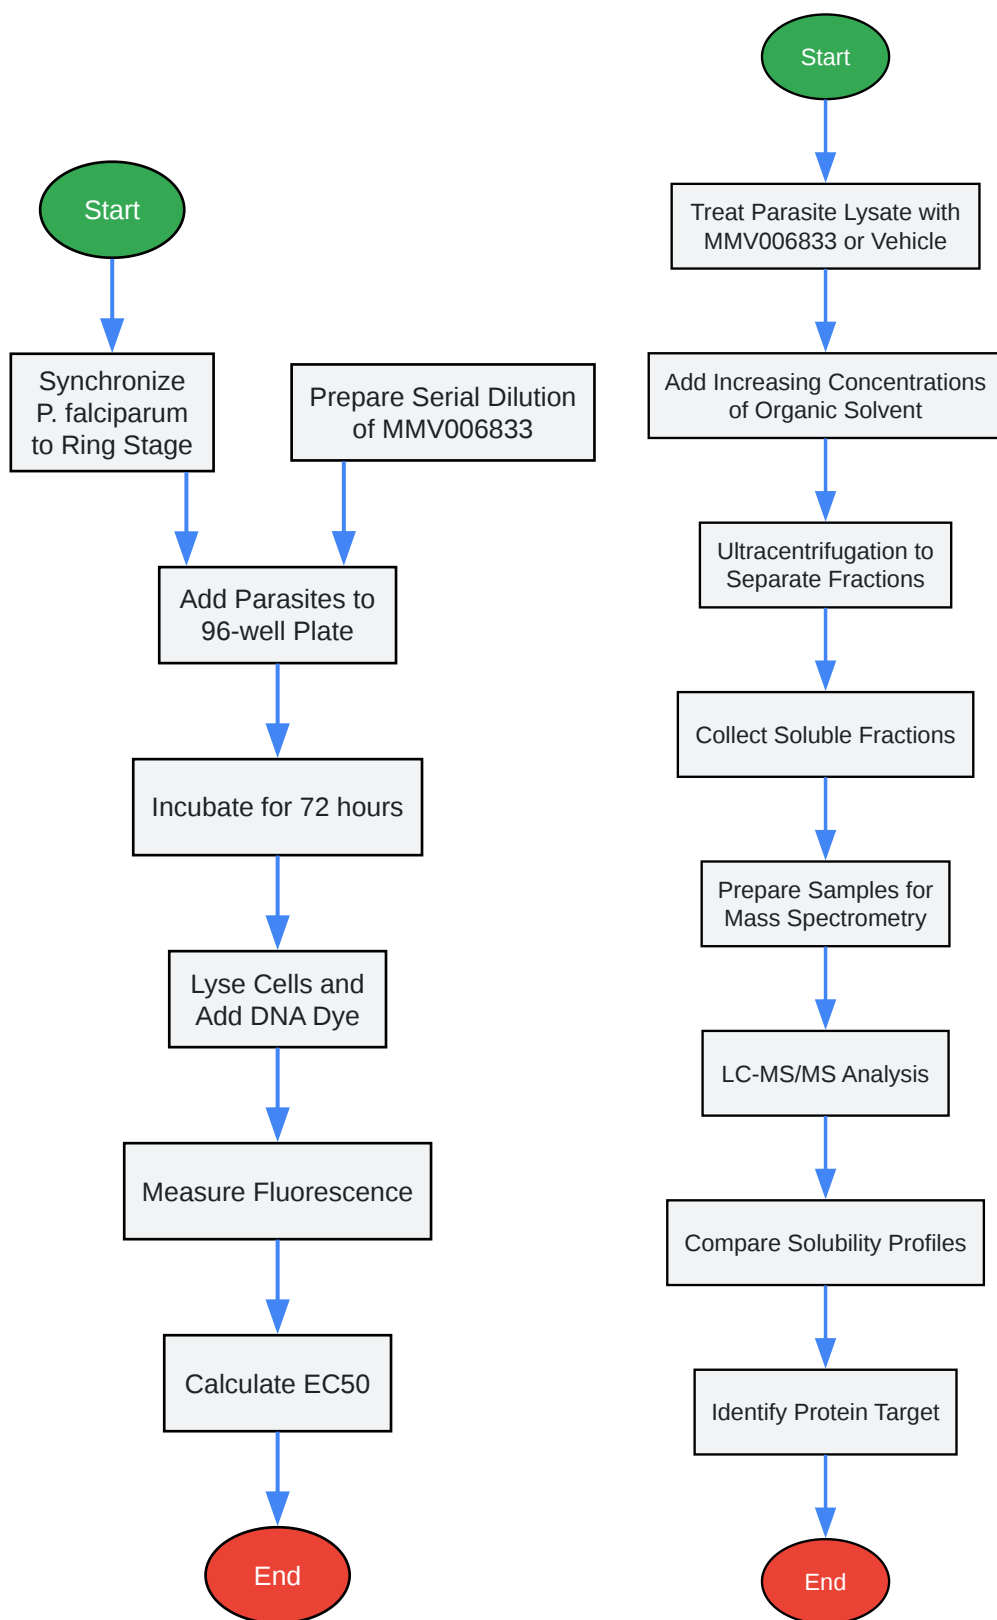 Start
Synchronize
P. falciparum
to Ring Stage
Prepare Serial Dilution
of MMV006833
Add Parasites to
96-well Plate
Incubate for 72 hours
Lyse Cells and
Add DNA Dye
Measure Fluorescence
Calculate EC50
End
Start
Treat Parasite Lysate with
MMV006833 or Vehicle
Add Increasing Concentrations
of Organic Solvent
Ultracentrifugation to
Separate Fractions
Collect Soluble Fractions
Prepare Samples for
Mass Spectrometry
LC-MS/MS Analysis
Compare Solubility Profiles
Identify Protein Target
End